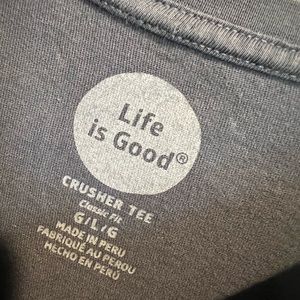 Life
is Good®
CRUSHER TEE
Classic Fit
G/L/G
MADE IN PERU
FABRIQUÉ AU PEROU
HECHO EN PERÚ